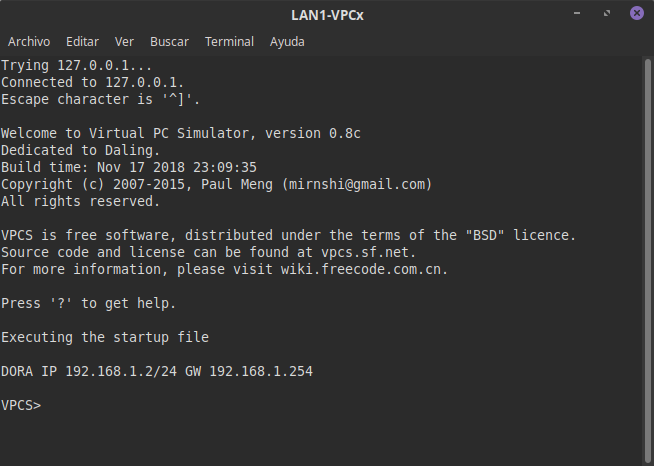 LAN1-VPCx
Archivo Editar Ver Buscar Terminal Ayuda
Trying 127.0.0.1...
Connected to 127.0.0.1.
Escape character is '^]'.
Welcome to Virtual PC Simulator, version 0.8c
Dedicated to Daling.
Build time: Nov 17 2018 23:09:35
Copyright (c) 2007-2015, Paul Meng (mirnshi@gmail.com)
All rights reserved.
VPCS is free software, distributed under the terms of the "BSD" licence.
Source code and license can be found at vpcs.sf.net.
For more information, please visit wiki.freecode.com.cn.
Press '?' to get help.
Executing the startup file
DORA IP 192.168.1.2/24 GW 192.168.1.254
VPCS>